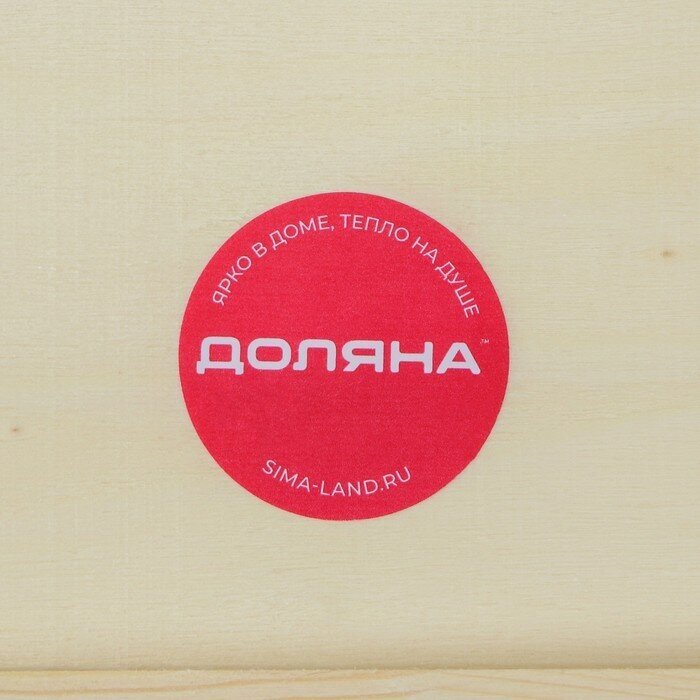 ЯРКО В ДОМЕ, ТЕПЛО НА ДУШЕ
ДОЛЯНА™
SIMA-LAND.RU